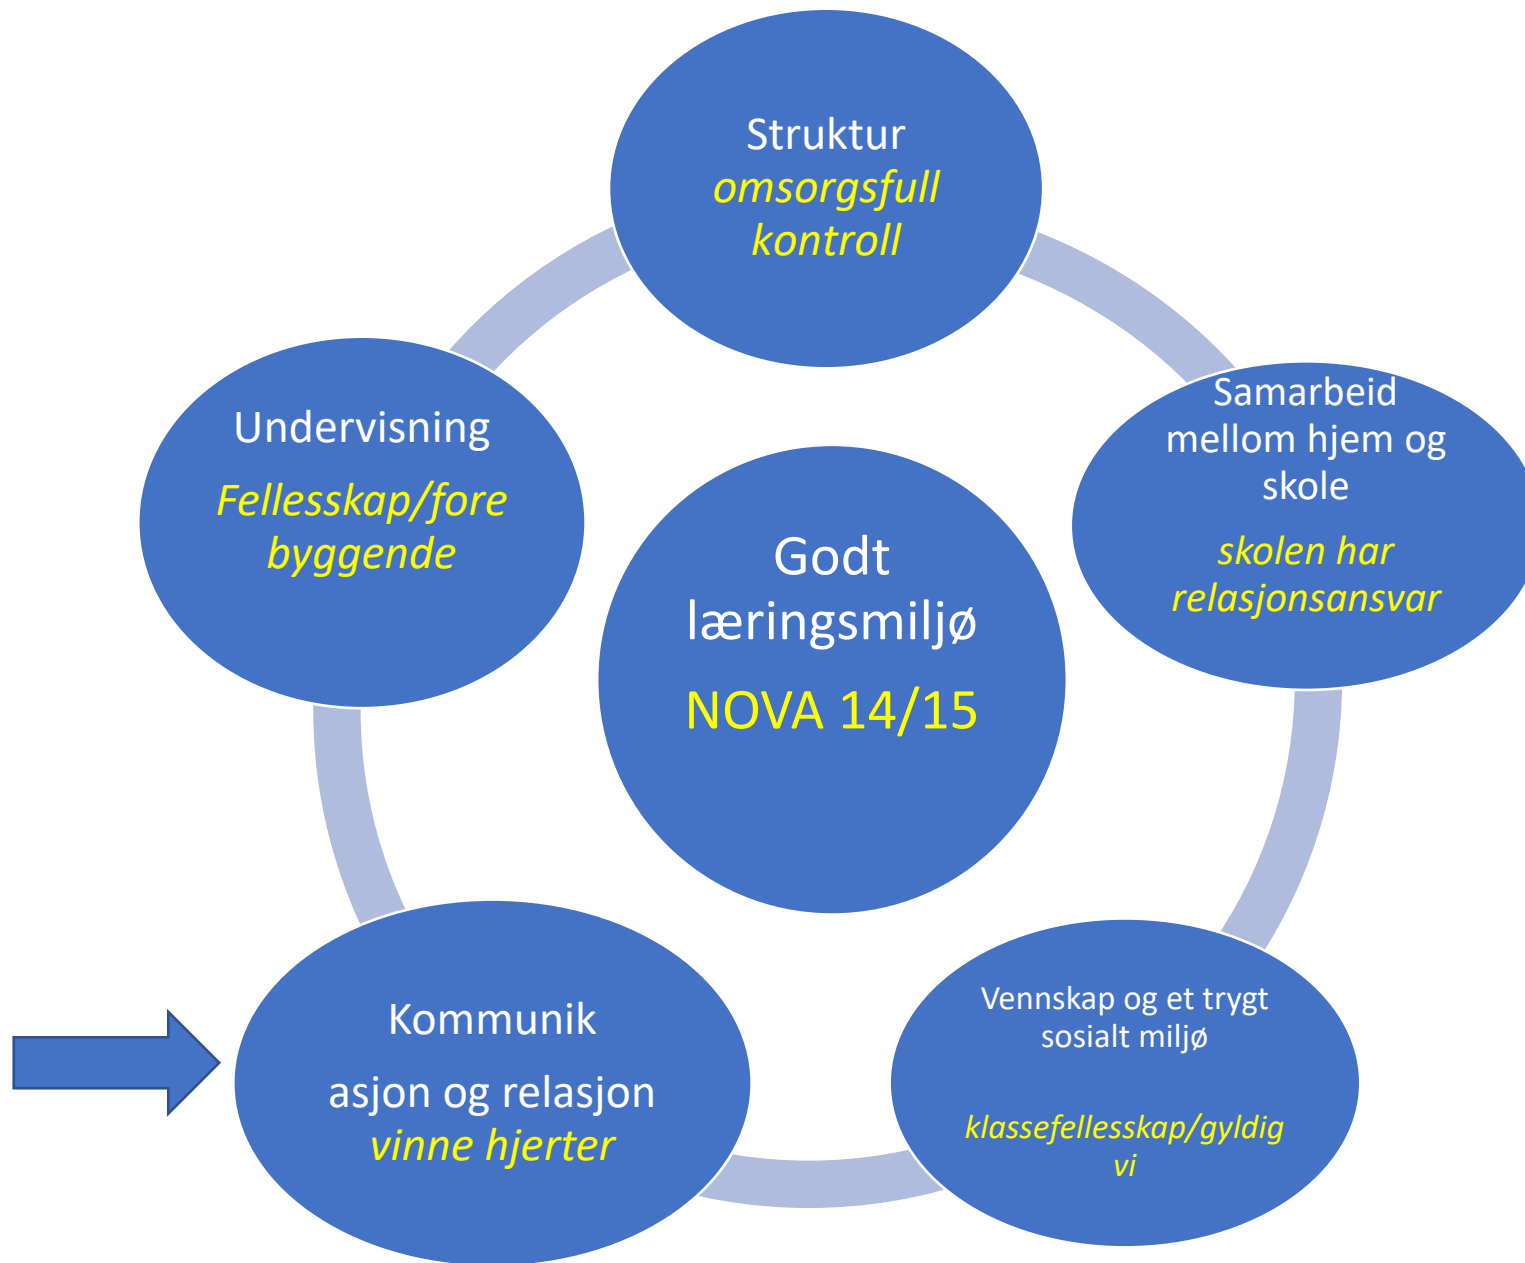 Struktur
omsorgsfull
kontroll
Samarbeid
mellom hjem og
skole
skolen har
relasjonsansvar
Vennskap og et trygt
sosialt miljø
klassefellesskap/gyldig
vi
Kommunik
asjon og relasjon
vinne hjerter
Undervisning
Fellesskap/fore
byggende
Godt
læringsmiljø
NOVA 14/15